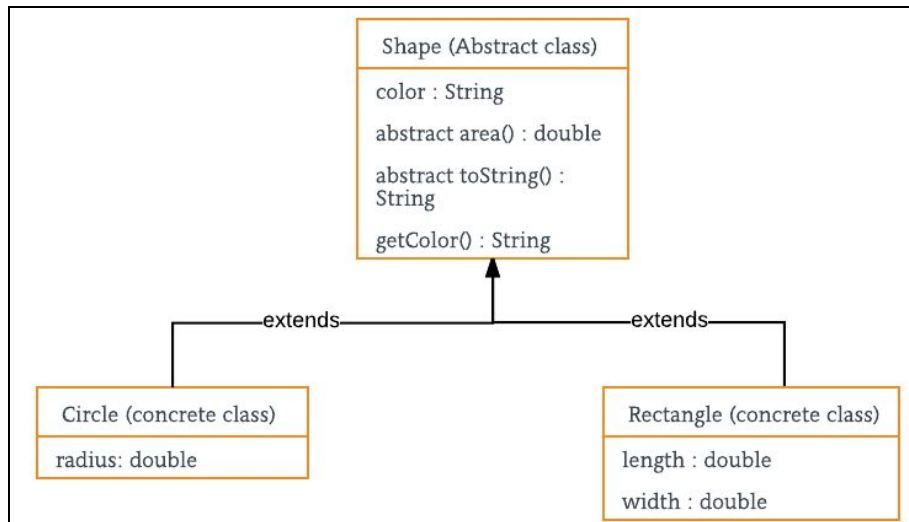 Shape (Abstract class)
color : String
abstract area() : double
abstract toString() :
String
getColor() : String
extends
extends
Circle (concrete class)
radius: double
Rectangle (concrete class)
length : double
width : double